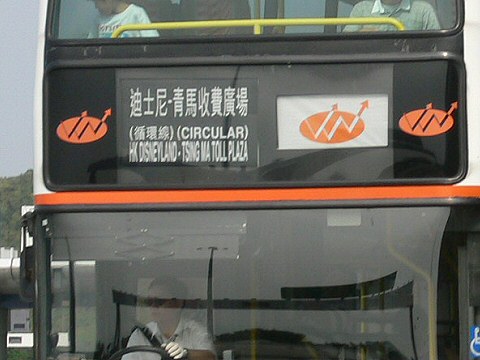 迪士尼-青馬收費廣場
(循環線) (CIRCULAR)
HK DISNEYLAND - TSING MA TOLL PLAZA